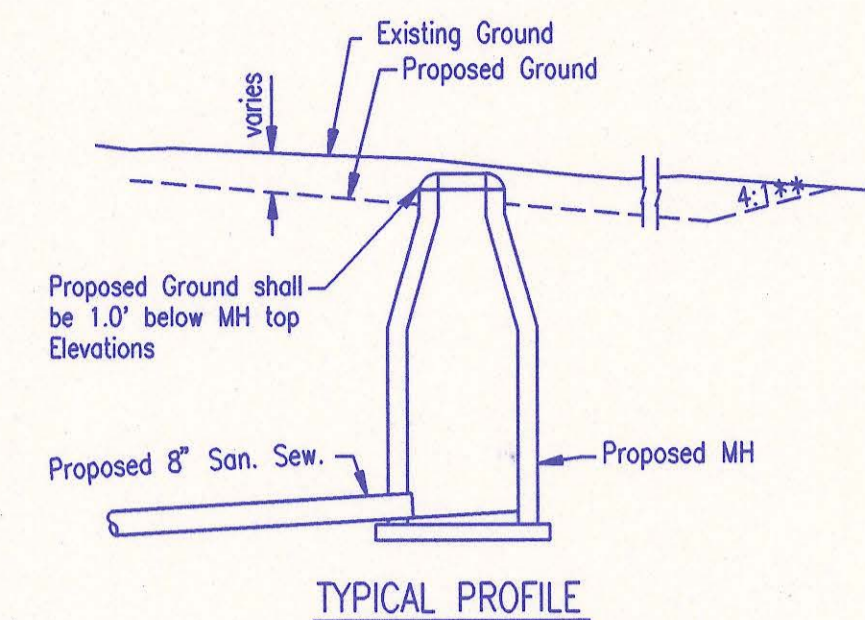 Existing Ground
Proposed Ground
varies
4:1**
Proposed Ground shall
be 1.0' below MH top
Elevations
Proposed 8" San. Sew.
Proposed MH
TYPICAL PROFILE